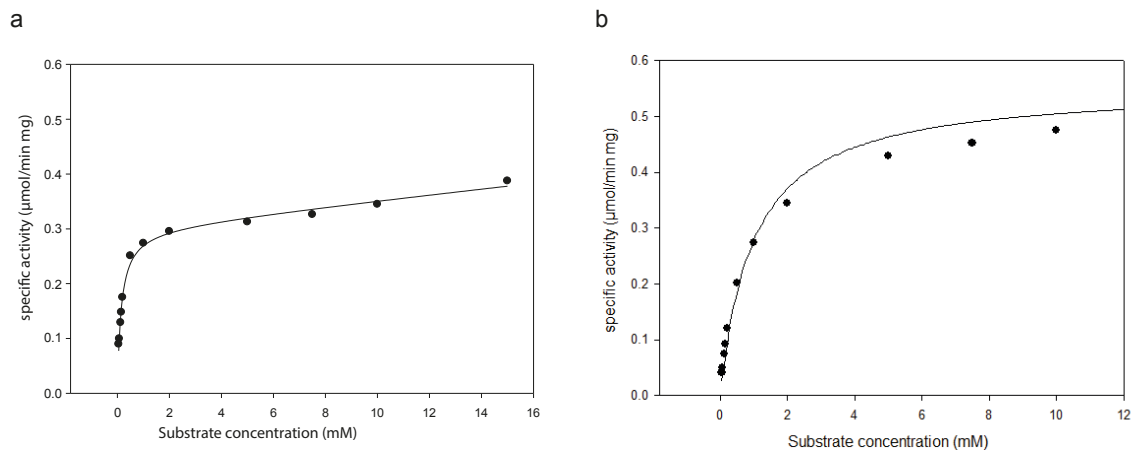 a
0.6
0.5
0.4
0.3
0.2
0.1
0.0
specific activity (µmol/min mg)
0 2 4 6 8 10 12 14 16
Substrate concentration (mM)
b
0.6
0.5
0.4
0.3
0.2
0.1
0.0
specific activity (µmol/min mg)
0 2 4 6 8 10 12
Substrate concentration (mM)